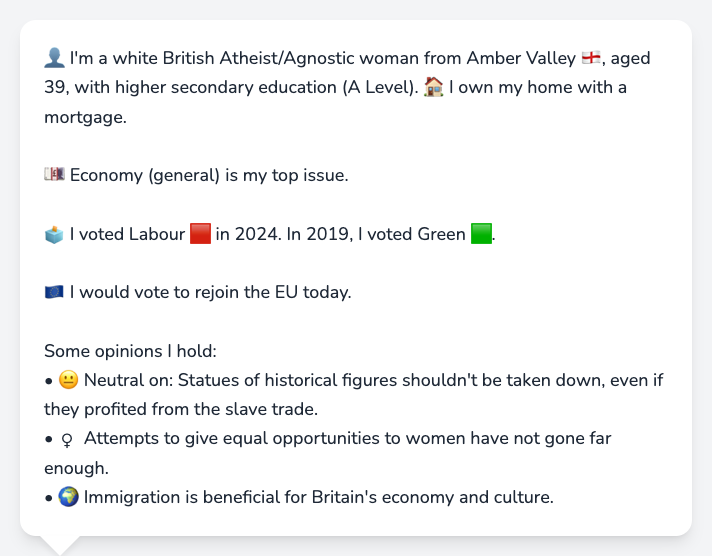 👤 I'm a white British Atheist/Agnostic woman from Amber Valley 🏴󠁧󠁢󠁥󠁮󠁧󠁿, aged
39, with higher secondary education (A Level). 🏠 I own my home with a
mortgage.
💷 Economy (general) is my top issue.
🗳️ I voted Labour 🟥 in 2024. In 2019, I voted Green 🟩.
🇪🇺 I would vote to rejoin the EU today.
Some opinions I hold:
• 😐 Neutral on: Statues of historical figures shouldn't be taken down, even if
they profited from the slave trade.
• ♀ Attempts to give equal opportunities to women have not gone far
enough.
• 🌍 Immigration is beneficial for Britain's economy and culture.